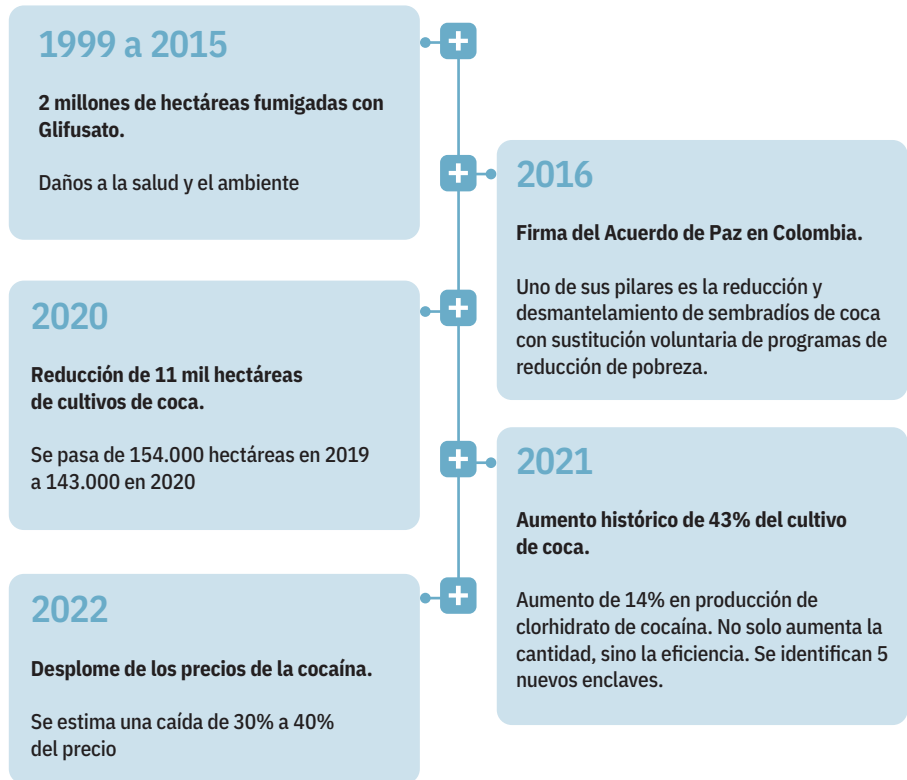 1999 a 2015
2 millones de hectáreas fumigadas con
Glifusato.
Daños a la salud y el ambiente
2016
Firma del Acuerdo de Paz en Colombia.
Uno de sus pilares es la reducción y
desmantelamiento de sembradíos de coca
con sustitución voluntaria de programas de
reducción de pobreza.
2020
Reducción de 11 mil hectáreas
de cultivos de coca.
Se pasa de 154.000 hectáreas en 2019
a 143.000 en 2020
2021
Aumento histórico de 43% del cultivo
de coca.
Aumento de 14% en producción de
clorhidrato de cocaína. No solo aumenta la
cantidad, sino la eficiencia. Se identifican 5
nuevos enclaves.
2022
Desplome de los precios de la cocaína.
Se estima una caída de 30% a 40%
del precio